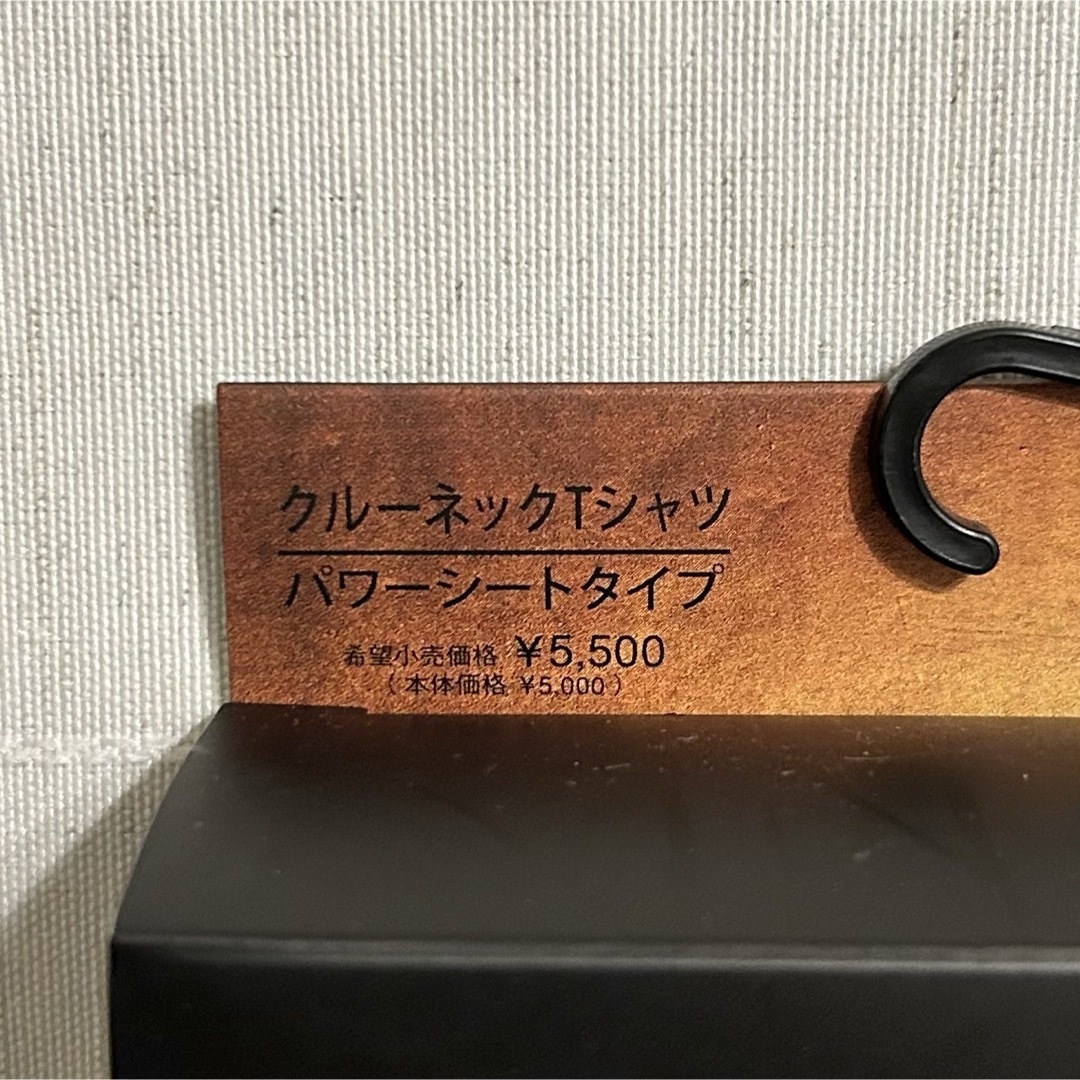 クルーネックTシャツ
パワーシートタイプ
希望小売価格 ¥5,500
（本体価格 ¥5,000）